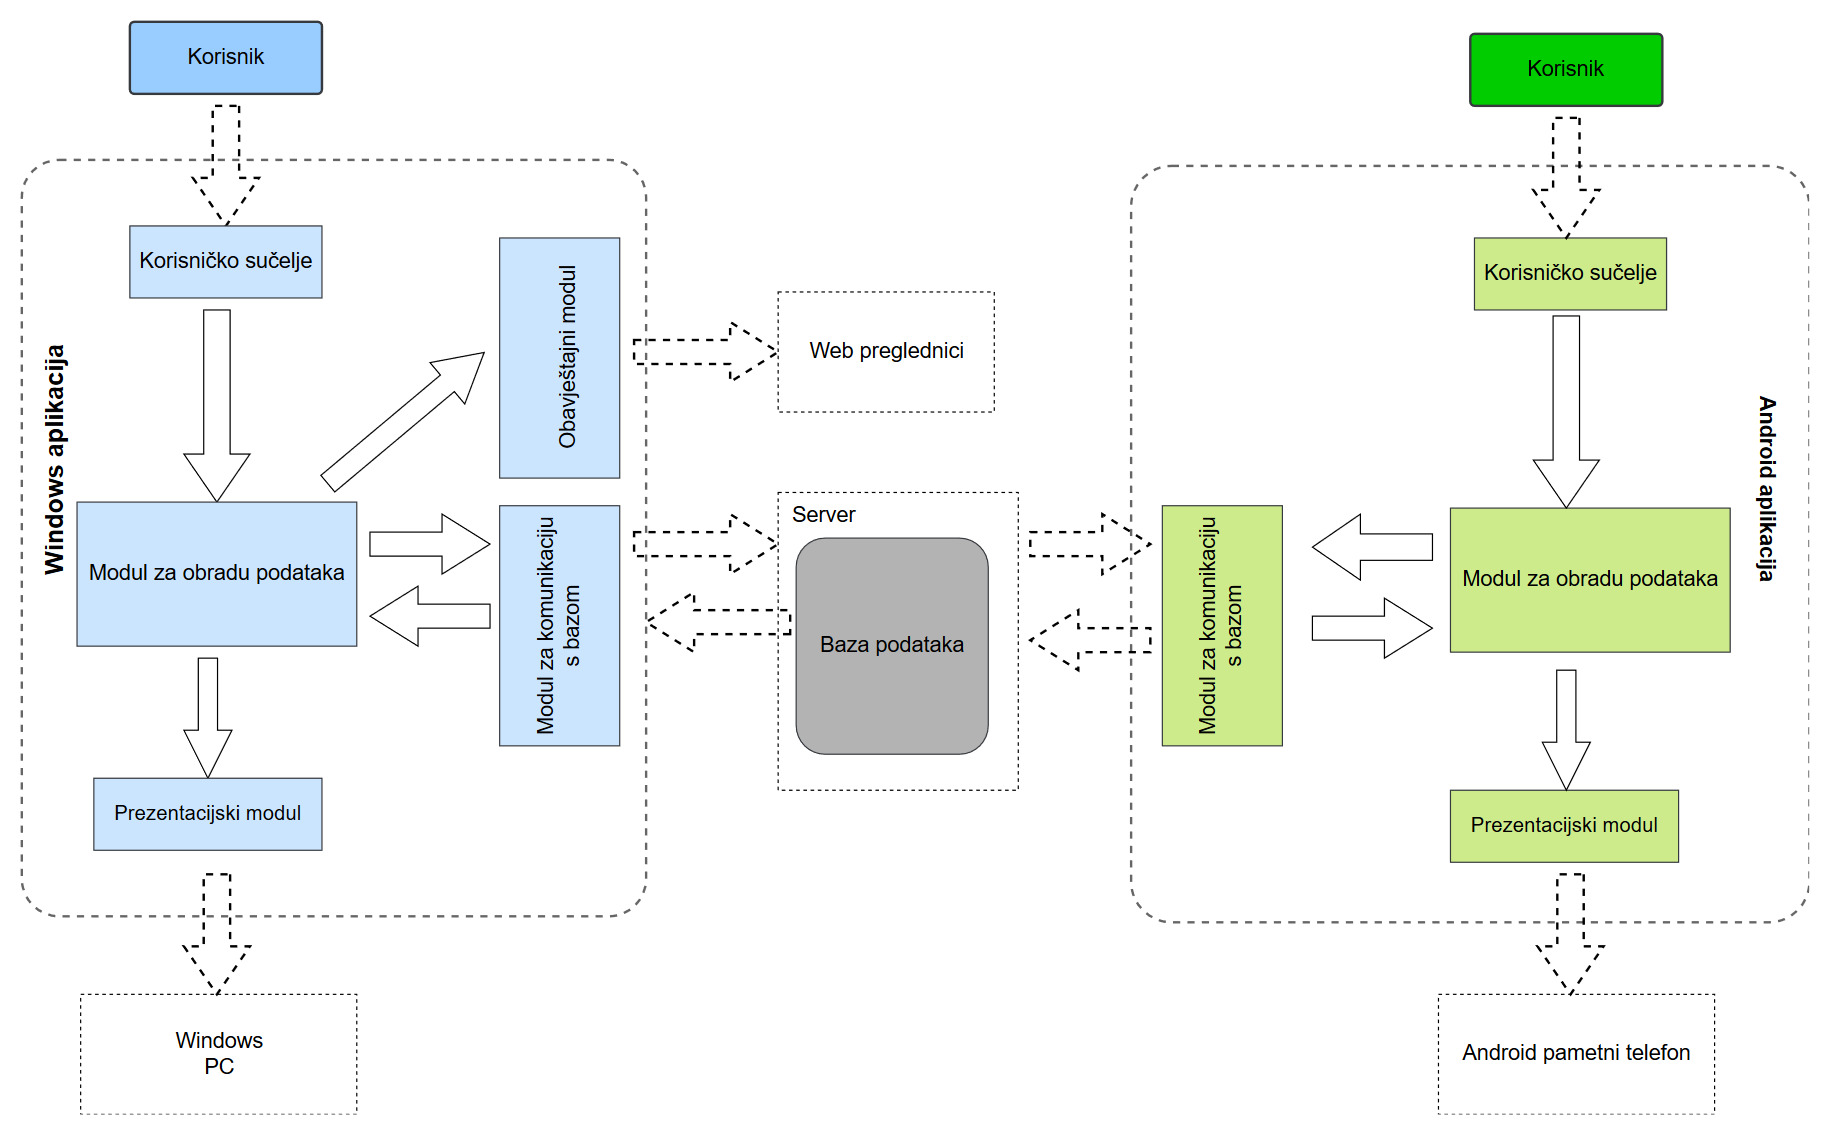 Korisnik
Korisnik
Korisničko sučelje
Korisničko sučelje
Windows aplikacija
Obavještajni modul
Web preglednici
Android aplikacija
Modul za obradu podataka
Modul za komunikaciju
s bazom
Server
Baza podataka
Modul za komunikaciju
s bazom
Modul za obradu podataka
Prezentacijski modul
Prezentacijski modul
Windows
PC
Android pametni telefon